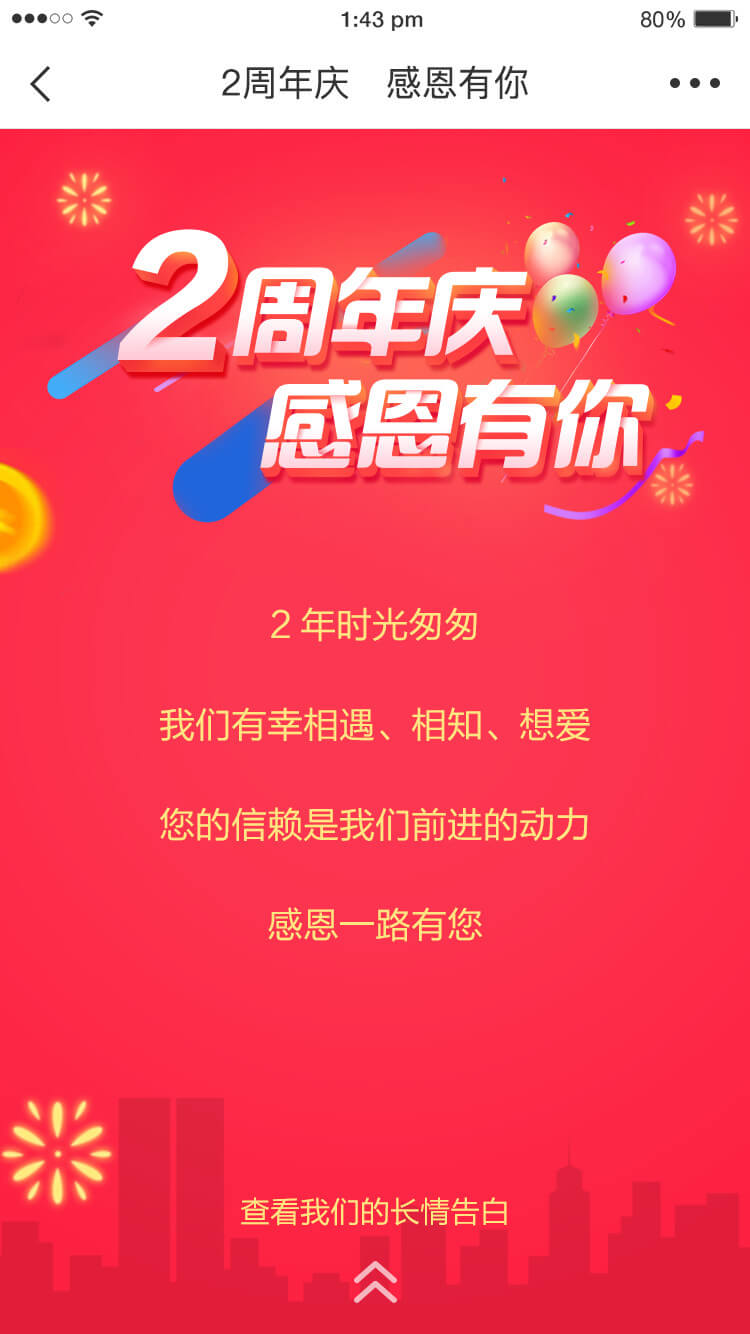 1:43 pm
80%
2周年庆 感恩有你
2周年庆
感恩有你
2 年时光匆匆
我们有幸相遇、相知、想爱
您的信赖是我们前进的动力
感恩一路有您
查看我们的长情告白